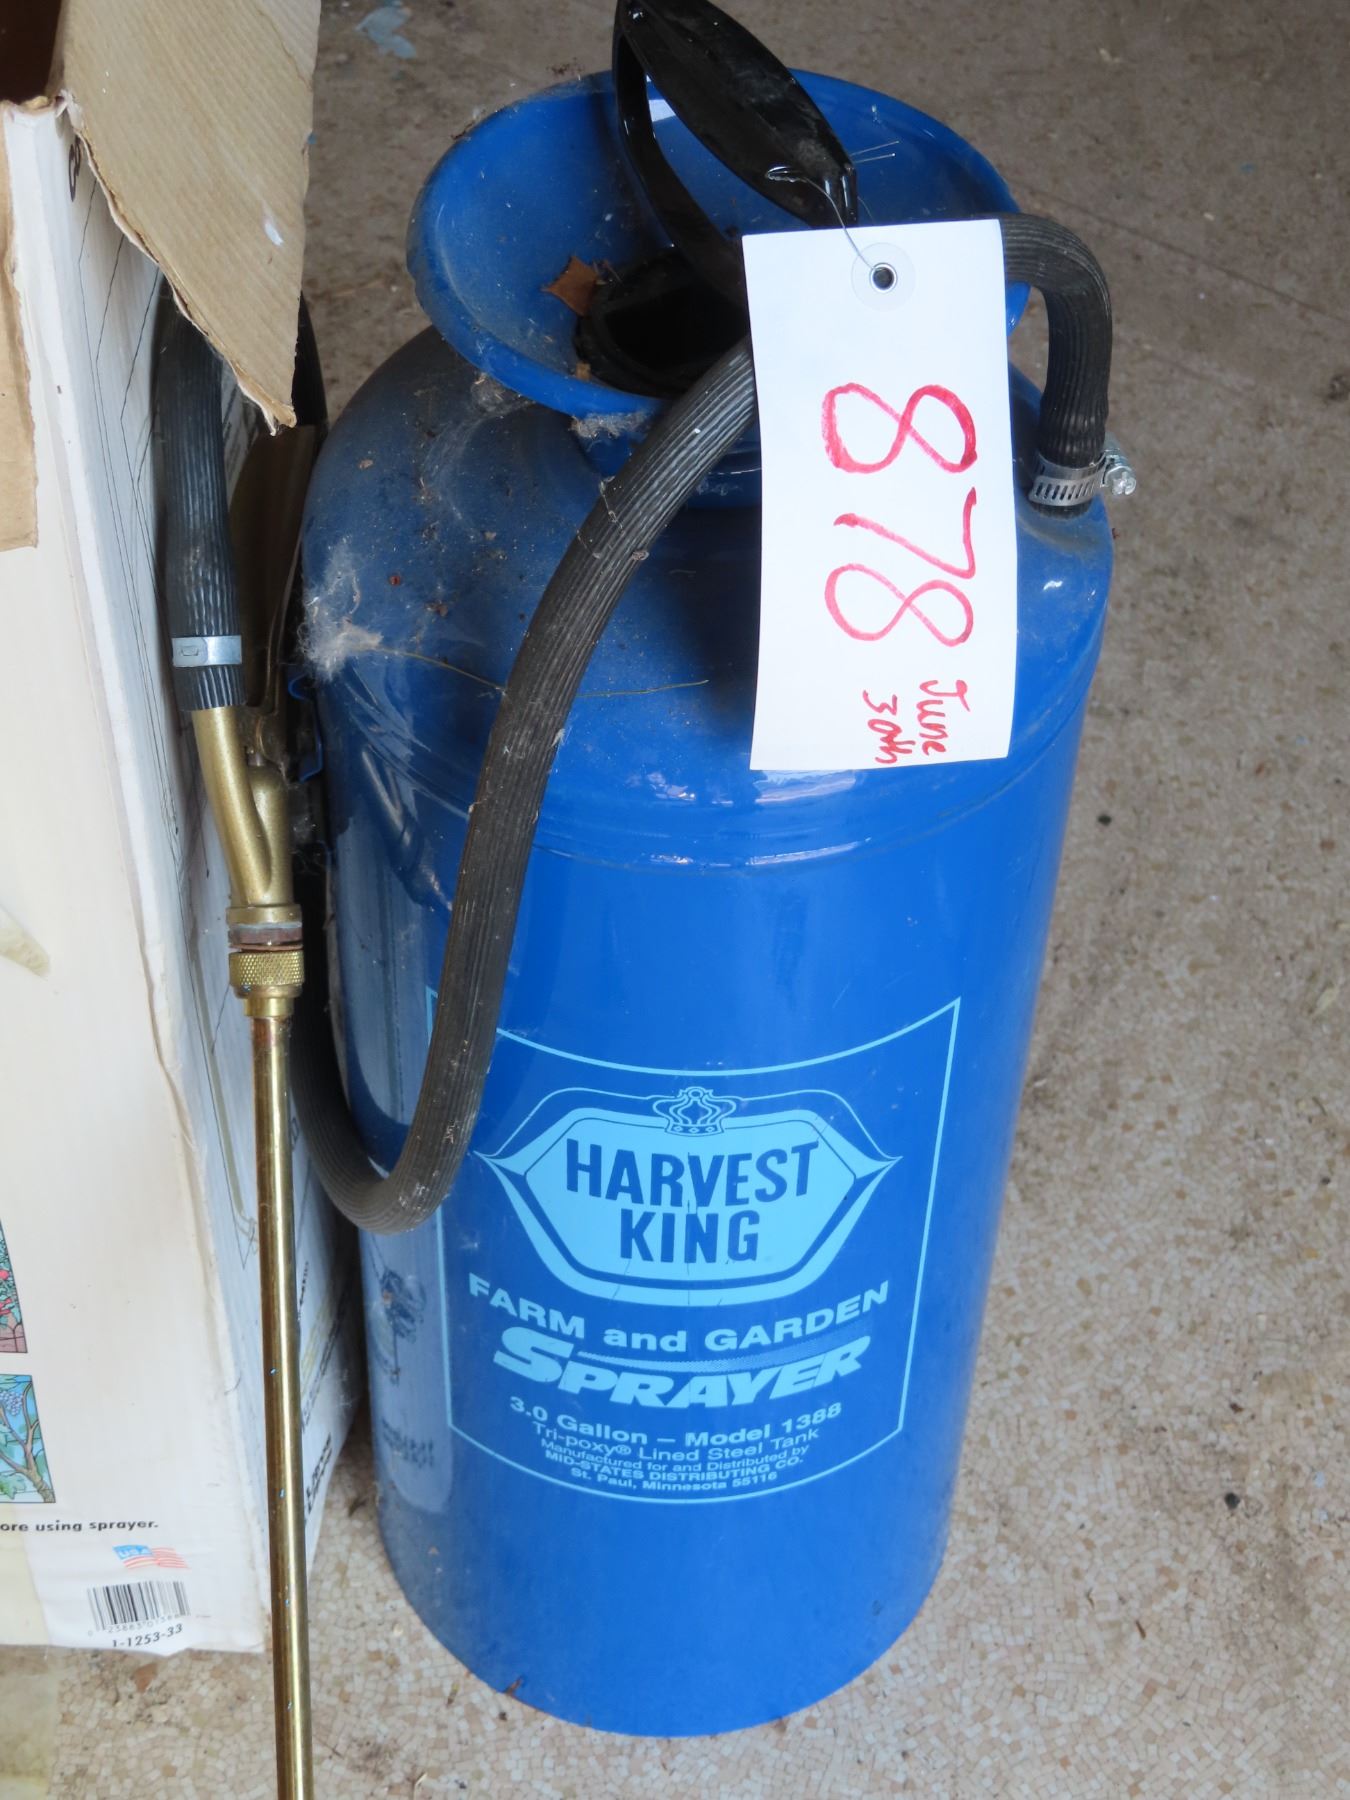 878
June
30th
HARVEST
KING
FARM and GARDEN
SPRAYER
3.0 Gallon – Model 1388
Tri-poxy® Lined Steel Tank
Manufactured for and Distributed by
MID-STATES DISTRIBUTING CO.
St. Paul, Minnesota 55116
ore using sprayer.
USA
1-1253-33